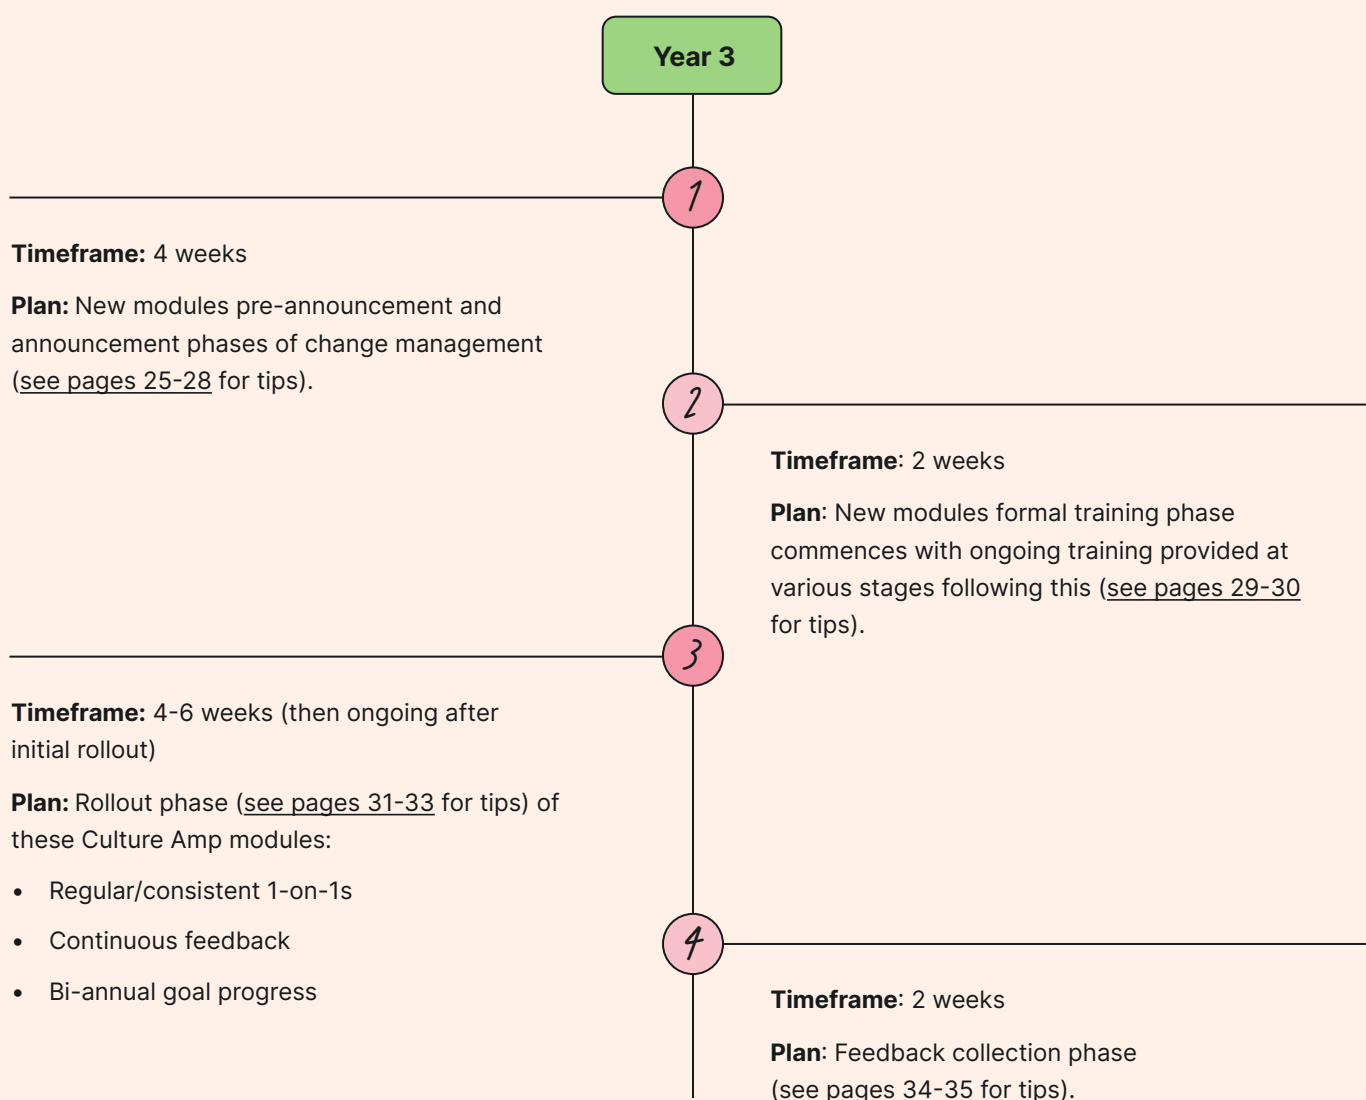 Year 3
1
Timeframe: 4 weeks
Plan: New modules pre-announcement and
announcement phases of change management
(see pages 25-28 for tips).
2
Timeframe: 2 weeks
Plan: New modules formal training phase
commences with ongoing training provided at
various stages following this (see pages 29-30
for tips).
3
Timeframe: 4-6 weeks (then ongoing after
initial rollout)
Plan: Rollout phase (see pages 31-33 for tips) of
these Culture Amp modules:
• Regular/consistent 1-on-1s
• Continuous feedback
• Bi-annual goal progress
4
Timeframe: 2 weeks
Plan: Feedback collection phase
(see pages 34-35 for tips).